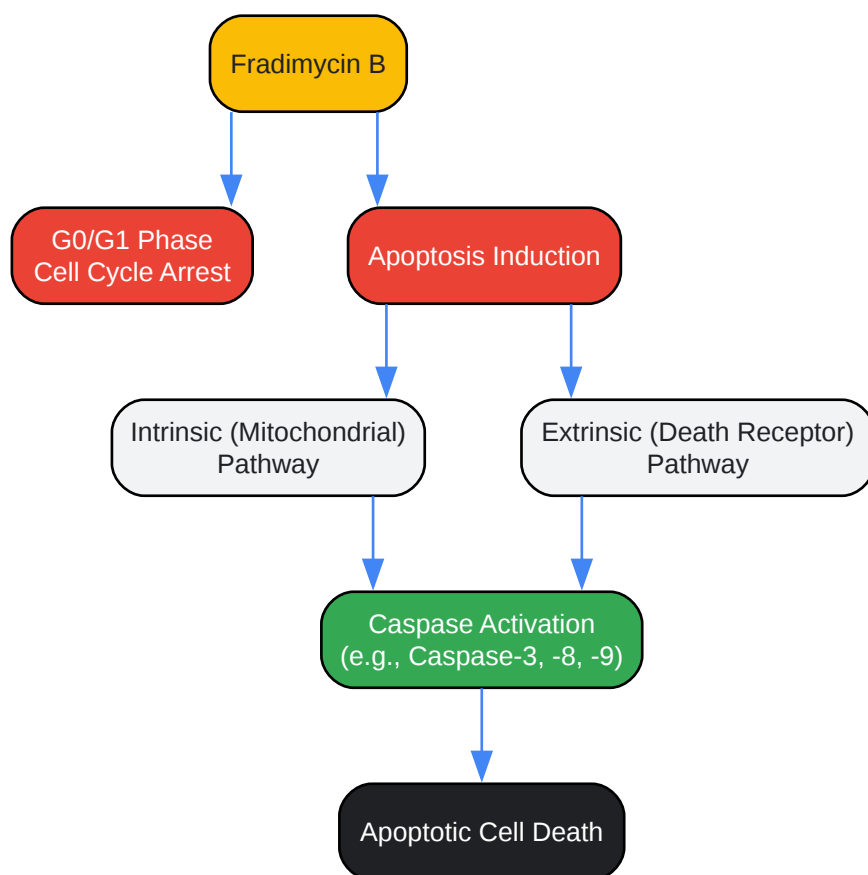 Fradimycin B
G0/G1 Phase
Cell Cycle Arrest
Apoptosis Induction
Intrinsic (Mitochondrial)
Pathway
Extrinsic (Death Receptor)
Pathway
Caspase Activation
(e.g., Caspase-3, -8, -9)
Apoptotic Cell Death